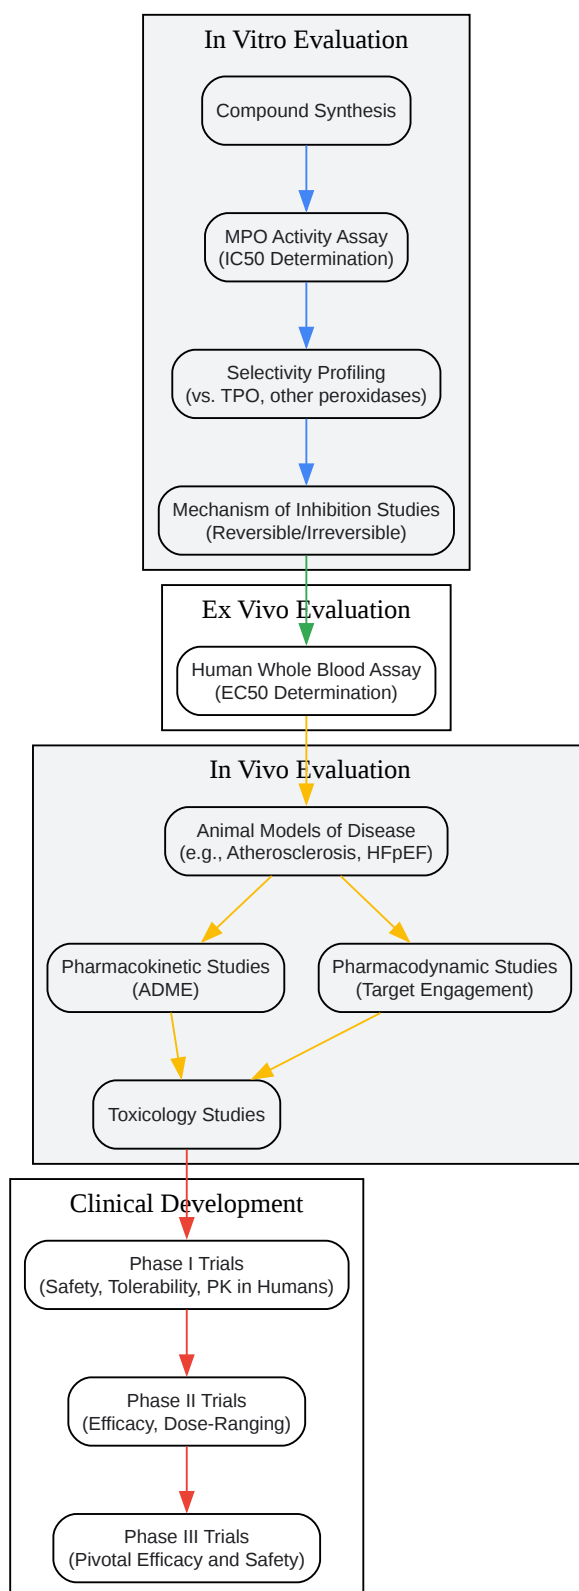 In Vitro Evaluation
Compound Synthesis
MPO Activity Assay
(IC50 Determination)
Selectivity Profiling
(vs. TPO, other peroxidases)
Mechanism of Inhibition Studies
(Reversible/Irreversible)
Ex Vivo Evaluation
Human Whole Blood Assay
(EC50 Determination)
In Vivo Evaluation
Animal Models of Disease
(e.g., Atherosclerosis, HFpEF)
Pharmacokinetic Studies
(ADME)
Pharmacodynamic Studies
(Target Engagement)
Toxicology Studies
Clinical Development
Phase I Trials
(Safety, Tolerability, PK in Humans)
Phase II Trials
(Efficacy, Dose-Ranging)
Phase III Trials
(Pivotal Efficacy and Safety)